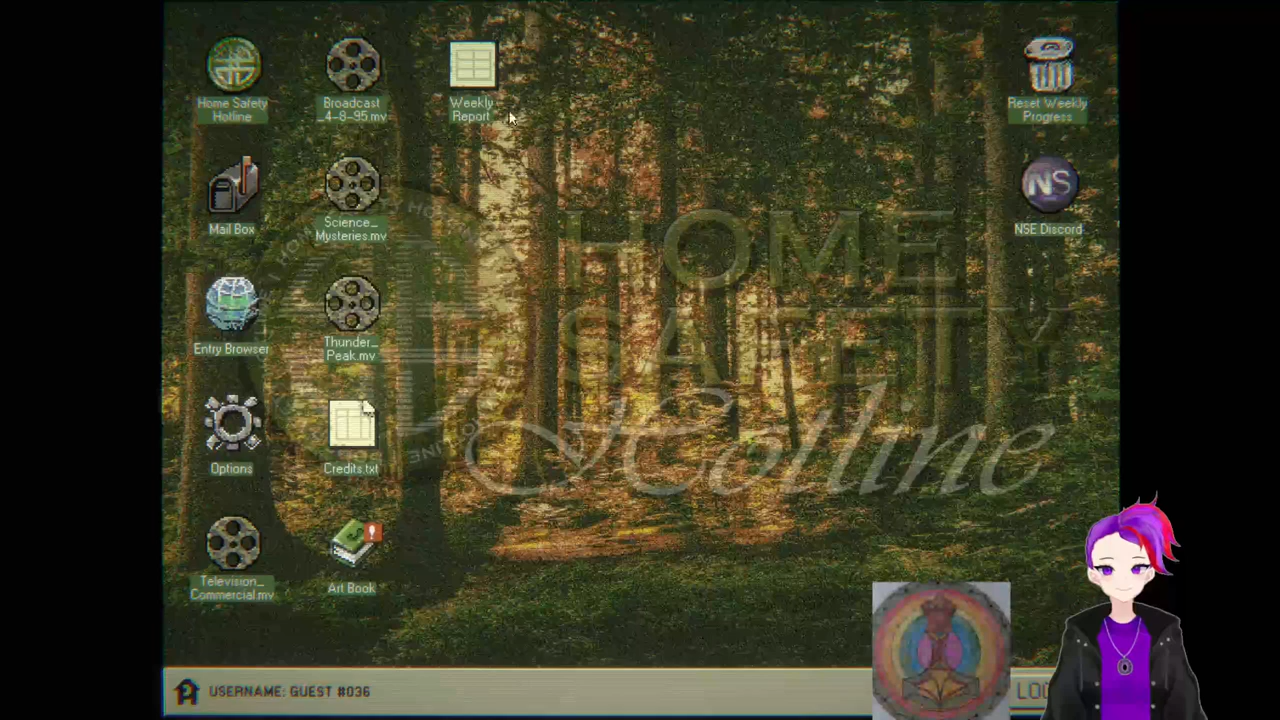 Home Safety
Hotline
Broadcast
_4-8-95.mv
Weekly
Report
Reset Weekly
Progress
Mail Box
Science_
Mysteries.mv
NS
NSE Discord
HOME
SAFETY
Hotline
Entry Browser
Thunder_
Peak.mv
Options
Credits.txt
Television_
Commercial.mv
Art Book
USERNAME: GUEST #036